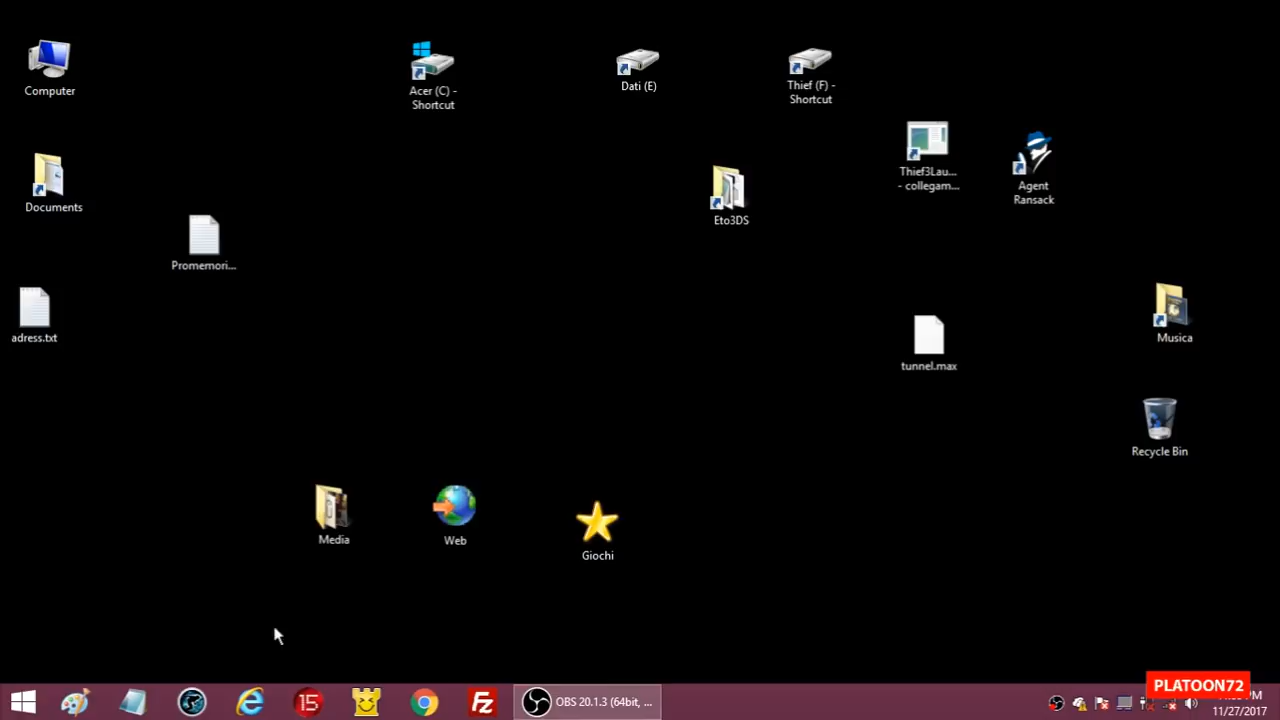 Computer
Acer (C) -
Shortcut
Dati (E)
Thief (F) -
Shortcut
Thief3Lau...
- collegam...
Agent
Ransack
Documents
Eto3DS
Promemori...
adress.txt
Musica
tunnel.max
Recycle Bin
Media
Web
Giochi
15
OBS 20.1.3 (64bit, ...
PLATOON72
11/27/2017